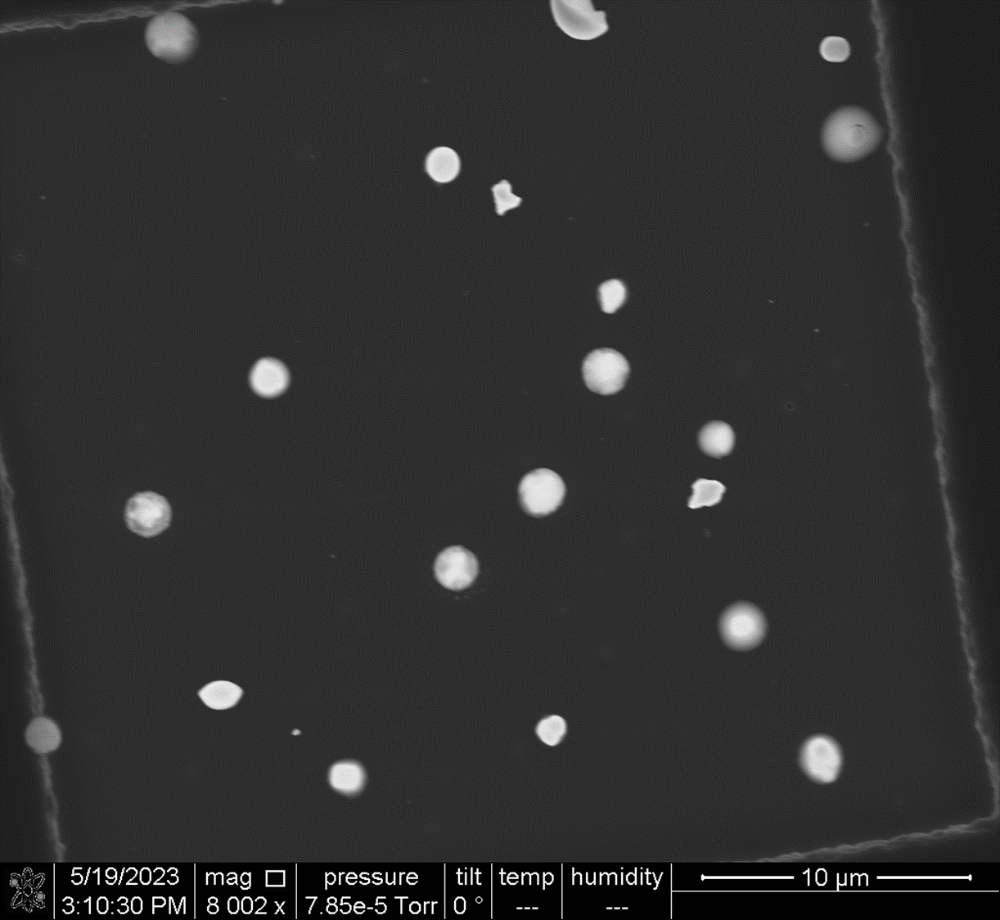 5/19/2023 mag pressure tilt temp humidity 10 µm
3:10:30 PM 8 002 x 7.85e-5 Torr 0 ° --- ---